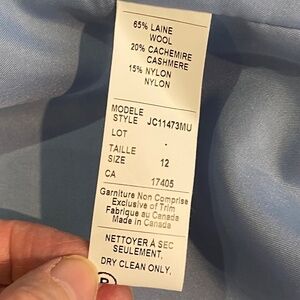 65% LAINE
WOOL
20% CACHEMIRE
CASHMERE
15% NYLON
NYLON
MODELE
STYLE JC11473MU
LOT .
TAILLE
SIZE 12
CA 17405
Garniture Non Comprise
Exclusive of Trim
Fabrique au Canada
Made in Canada
NETTOYER À SEC
SEULEMENT.
DRY CLEAN ONLY.
P